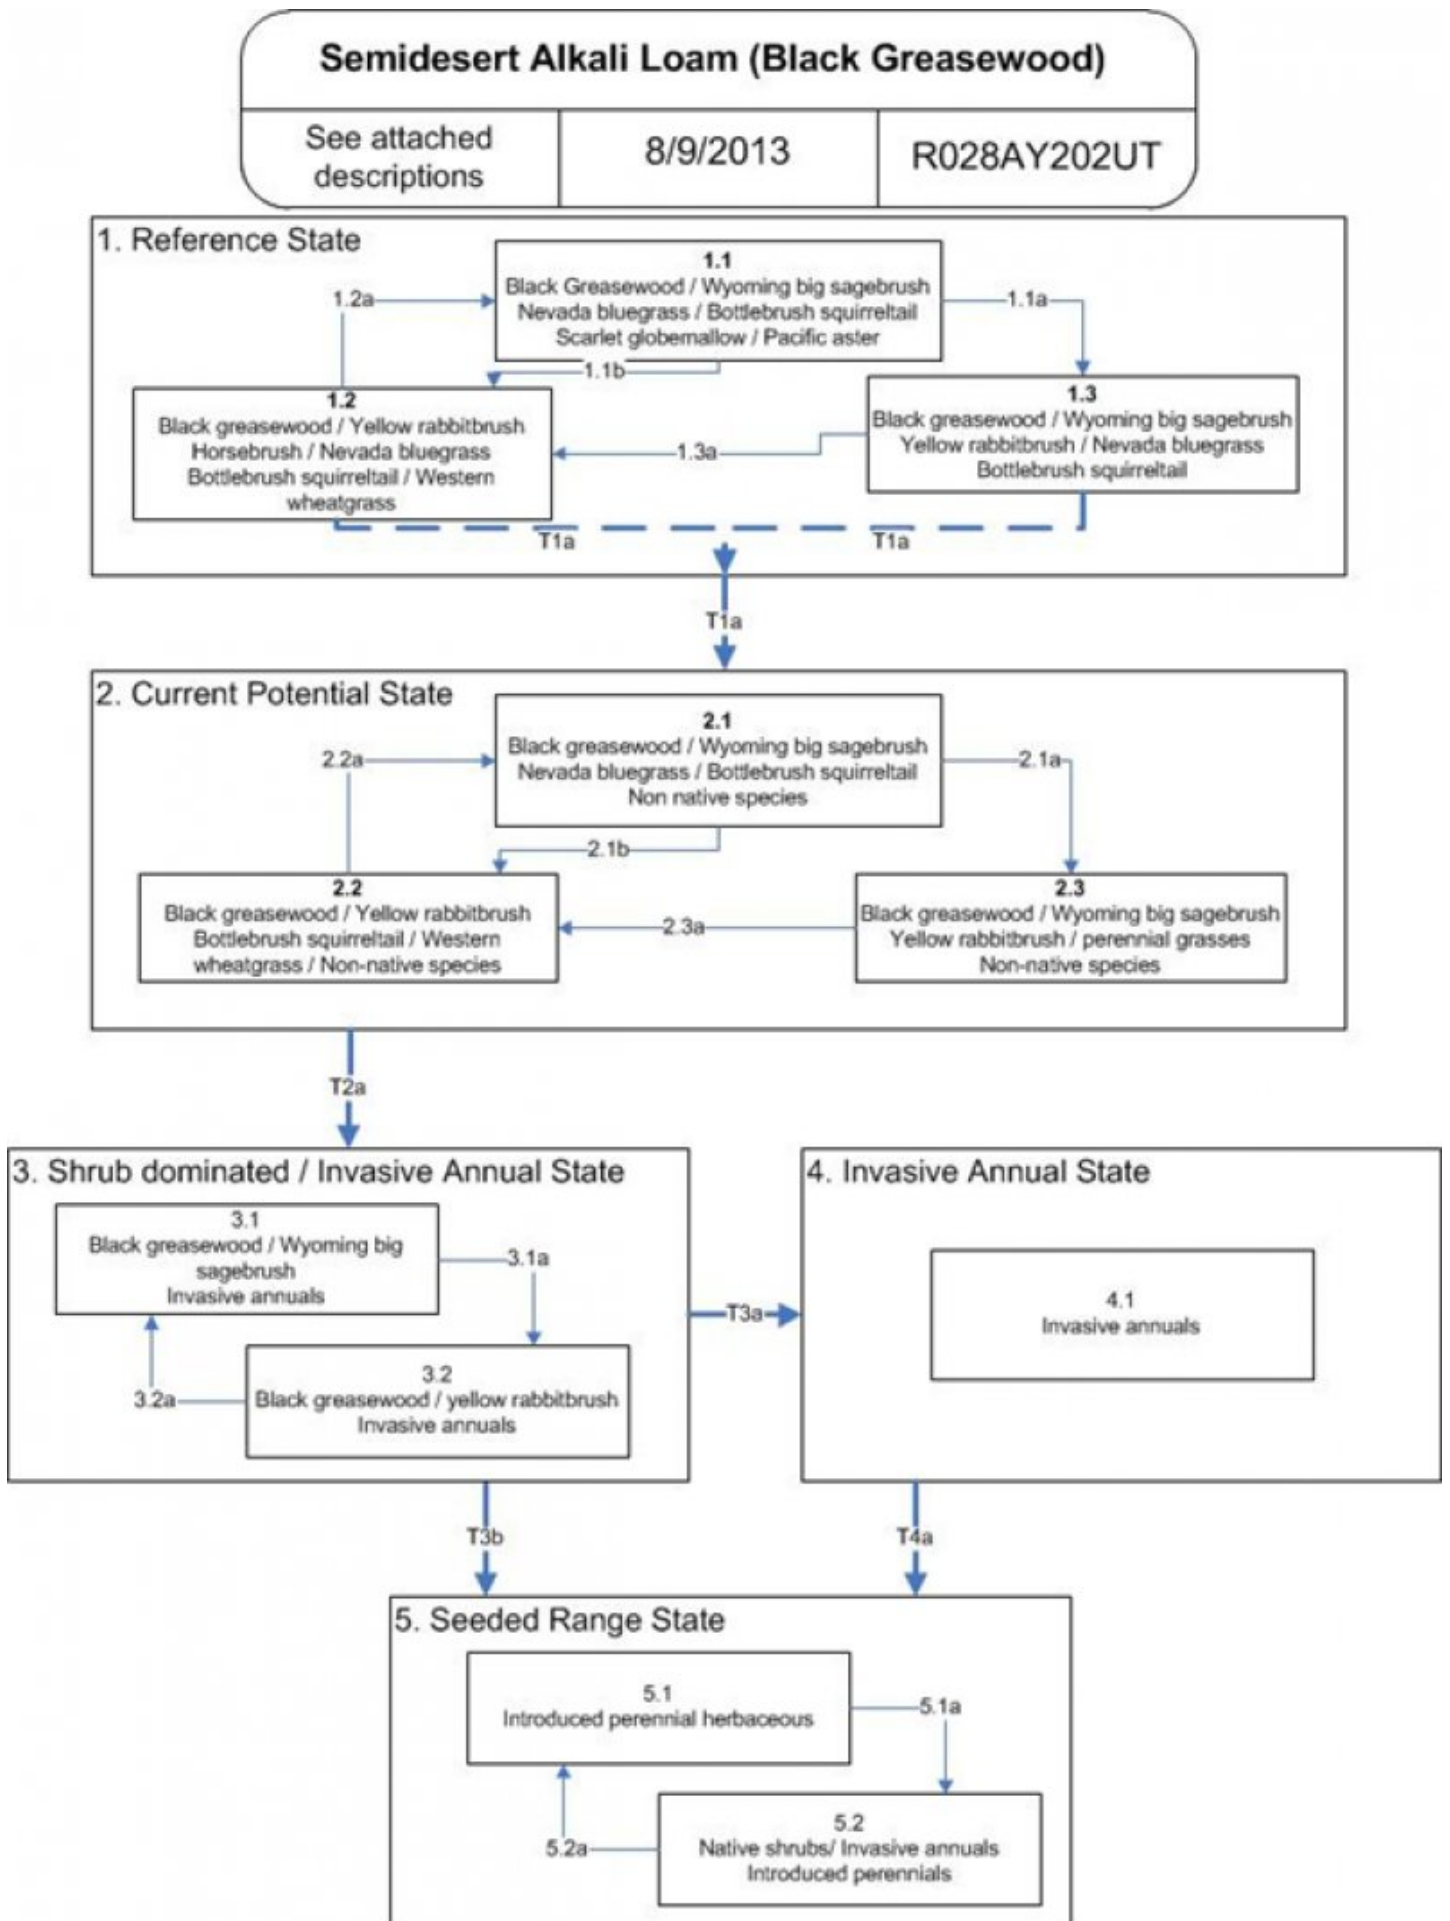 Semidesert Alkali Loam (Black Greasewood)
See attached
descriptions
8/9/2013
R028AY202UT
1. Reference State
1.1
Black Greasewood / Wyoming big sagebrush
Nevada bluegrass / Bottlebrush squirreltail
Scarlet globemallow / Pacific aster
1.2a
1.1a
1.1b
1.2
Black greasewood / Yellow rabbitbrush
Horsebrush / Nevada bluegrass
Bottlebrush squirreltail / Western
wheatgrass
1.3a
1.3
Black greasewood / Wyoming big sagebrush
Yellow rabbitbrush / Nevada bluegrass
Bottlebrush squirreltail
T1a
T1a
T1a
2. Current Potential State
2.1
Black greasewood / Wyoming big sagebrush
Nevada bluegrass / Bottlebrush squirreltail
Non native species
2.2a
2.1a
2.1b
2.2
Black greasewood / Yellow rabbitbrush
Bottlebrush squirreltail / Western
wheatgrass / Non-native species
2.3a
2.3
Black greasewood / Wyoming big sagebrush
Yellow rabbitbrush / perennial grasses
Non-native species
T2a
3. Shrub dominated / Invasive Annual State
3.1
Black greasewood / Wyoming big
sagebrush
Invasive annuals
3.1a
3.2
Black greasewood / yellow rabbitbrush
Invasive annuals
3.2a
T3a
4. Invasive Annual State
4.1
Invasive annuals
T3b
T4a
5. Seeded Range State
5.1
Introduced perennial herbaceous
5.1a
5.2
Native shrubs/ Invasive annuals
Introduced perennials
5.2a